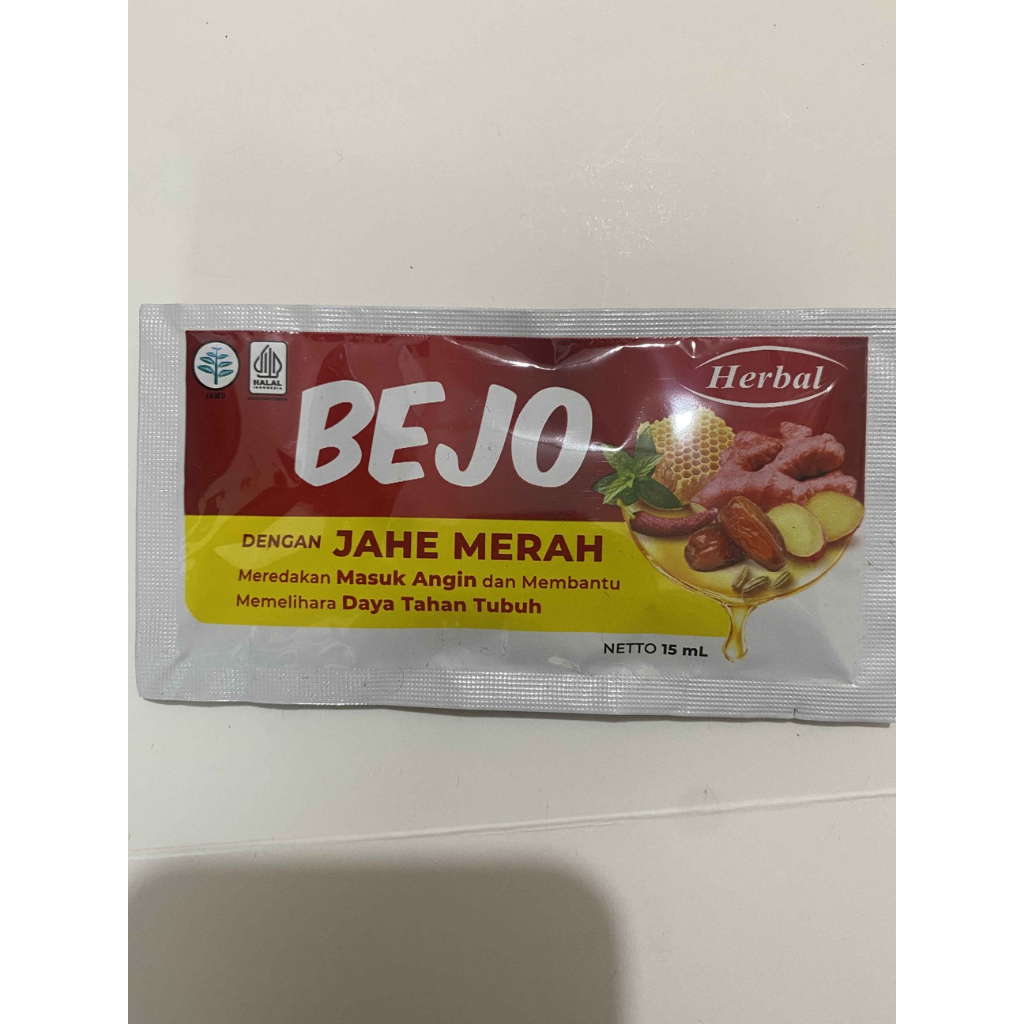 JAMU
HALAL
INDONESIA
Herbal
BEJO
DENGAN JAHE MERAH
Meredakan Masuk Angin dan Membantu
Memelihara Daya Tahan Tubuh
NETTO 15 mL